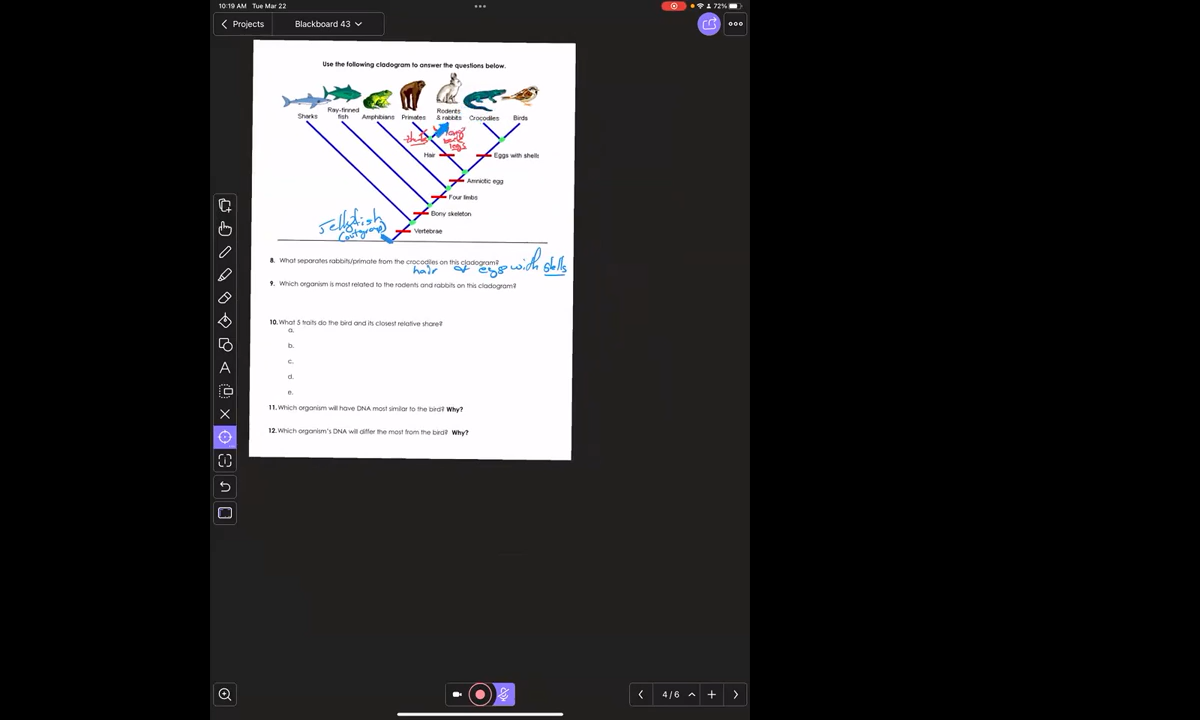 10:19 AM Tue Mar 22
72%
Projects
Blackboard 43
Use the following cladogram to answer the questions below.
Sharks
Ray-finned fish
Amphibians
Primates
Rodents & rabbits
Crocodiles
Birds
Hair
Eggs with shells
Amniotic egg
Four limbs
Bony skeleton
Vertebrae
Jellyfish
(outgroup)
8. What separates rabbits/primate from the crocodiles on this cladogram?
hair or eggs with shells
9. Which organism is most related to the rodents and rabbits on this cladogram?
10. What 5 traits do the bird and its closest relative share?
a.
b.
c.
d.
e.
11. Which organism will have DNA most similar to the bird? Why?
12. Which organism's DNA will differ the most from the bird? Why?
A
4/6